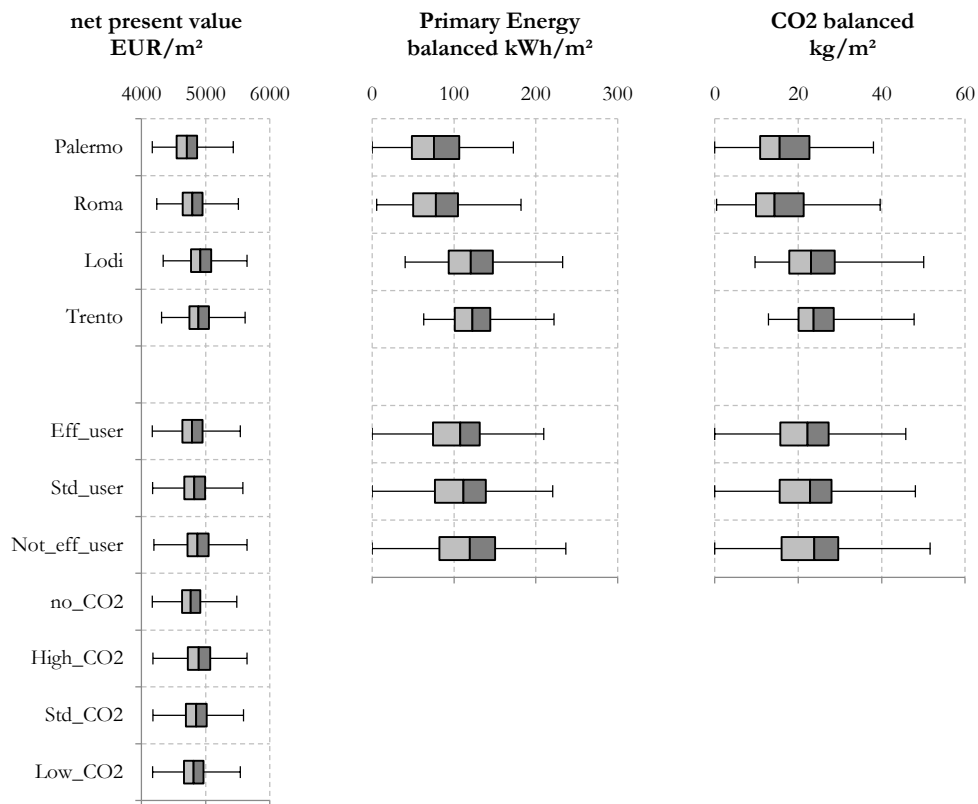 net present value
EUR/m²
Primary Energy
balanced kWh/m²
CO2 balanced
kg/m²
4000 5000 6000
0 100 200 300
0 20 40 60
Palermo
Roma
Lodi
Trento
Eff_user
Std_user
Not_eff_user
no_CO2
High_CO2
Std_CO2
Low_CO2